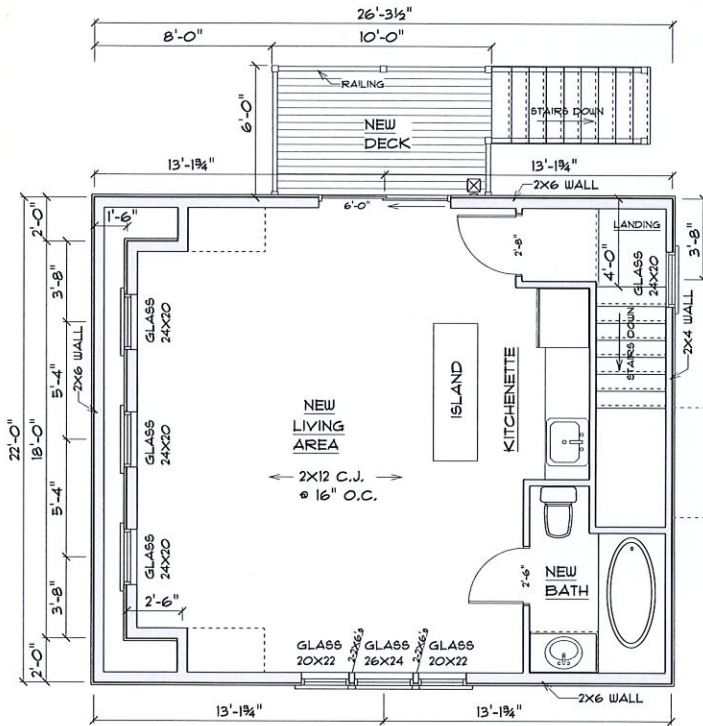 26'-3½"
8'-0"
10'-0"
RAILING
6'-0"
STAIRS DOWN
NEW
DECK
13'-1¾"
13'-1¾"
2X6 WALL
6'-0"
2'-0"
1'-6"
LANDING
2'-8"
4'-0"
GLASS
24X20
3'-8"
3'-8"
GLASS
24X20
2X6 WALL
STAIRS DOWN
2X4 WALL
ISLAND
KITCHENETTE
5'-4"
NEW
LIVING
AREA
22'-0"
18'-0"
GLASS
24X20
2X12 C.J.
@ 16" O.C.
5'-4"
GLASS
24X20
2'-6"
NEW
BATH
3'-8"
2'-6"
GLASS
20X22
2-2X6'S
GLASS
26X24
2-2X6'S
GLASS
20X22
2'-0"
2X6 WALL
13'-1¾"
13'-1¾"